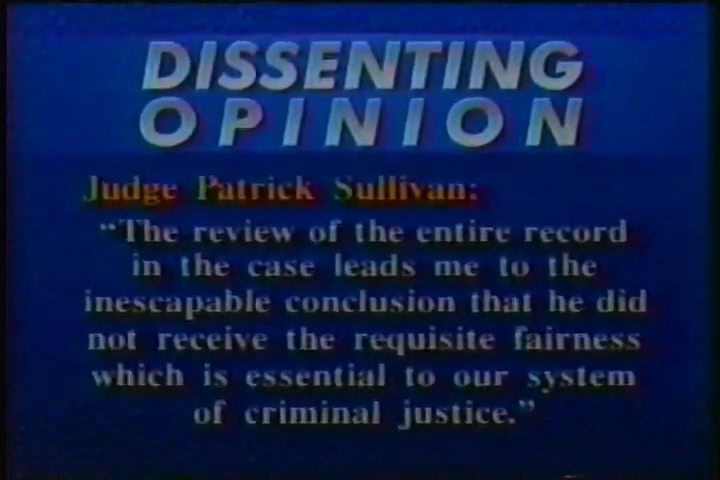 DISSENTING
OPINION
Judge Patrick Sullivan:
“The review of the entire record
in the case leads me to the
inescapable conclusion that he did
not receive the requisite fairness
which is essential to our system
of criminal justice.”